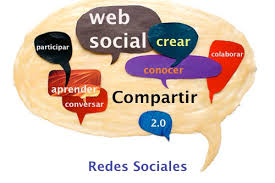 web
social
crear
participar
colaborar
conocer
aprender
conversar
Compartir
2.0
Redes Sociales